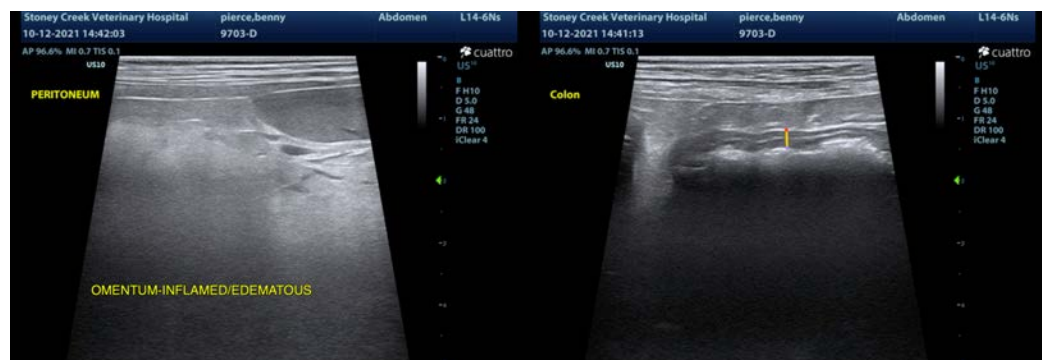 Stoney Creek Veterinary Hospital pierce,benny Abdomen L14-6Ns
10-12-2021 14:42:03 9703-D
AP 96.6% MI 0.7 TIS 0.1
US10
cuattro
US¹⁰
B
F H10
D 5.0
G 48
FR 24
DR 100
iClear 4
PERITONEUM
OMENTUM-INFLAMED/EDEMATOUS
Stoney Creek Veterinary Hospital pierce,benny Abdomen L14-6Ns
10-12-2021 14:41:13 9703-D
AP 96.6% MI 0.7 TIS 0.1
US10
cuattro
US¹⁰
B
F H10
D 5.0
G 48
FR 24
DR 100
iClear 4
Colon